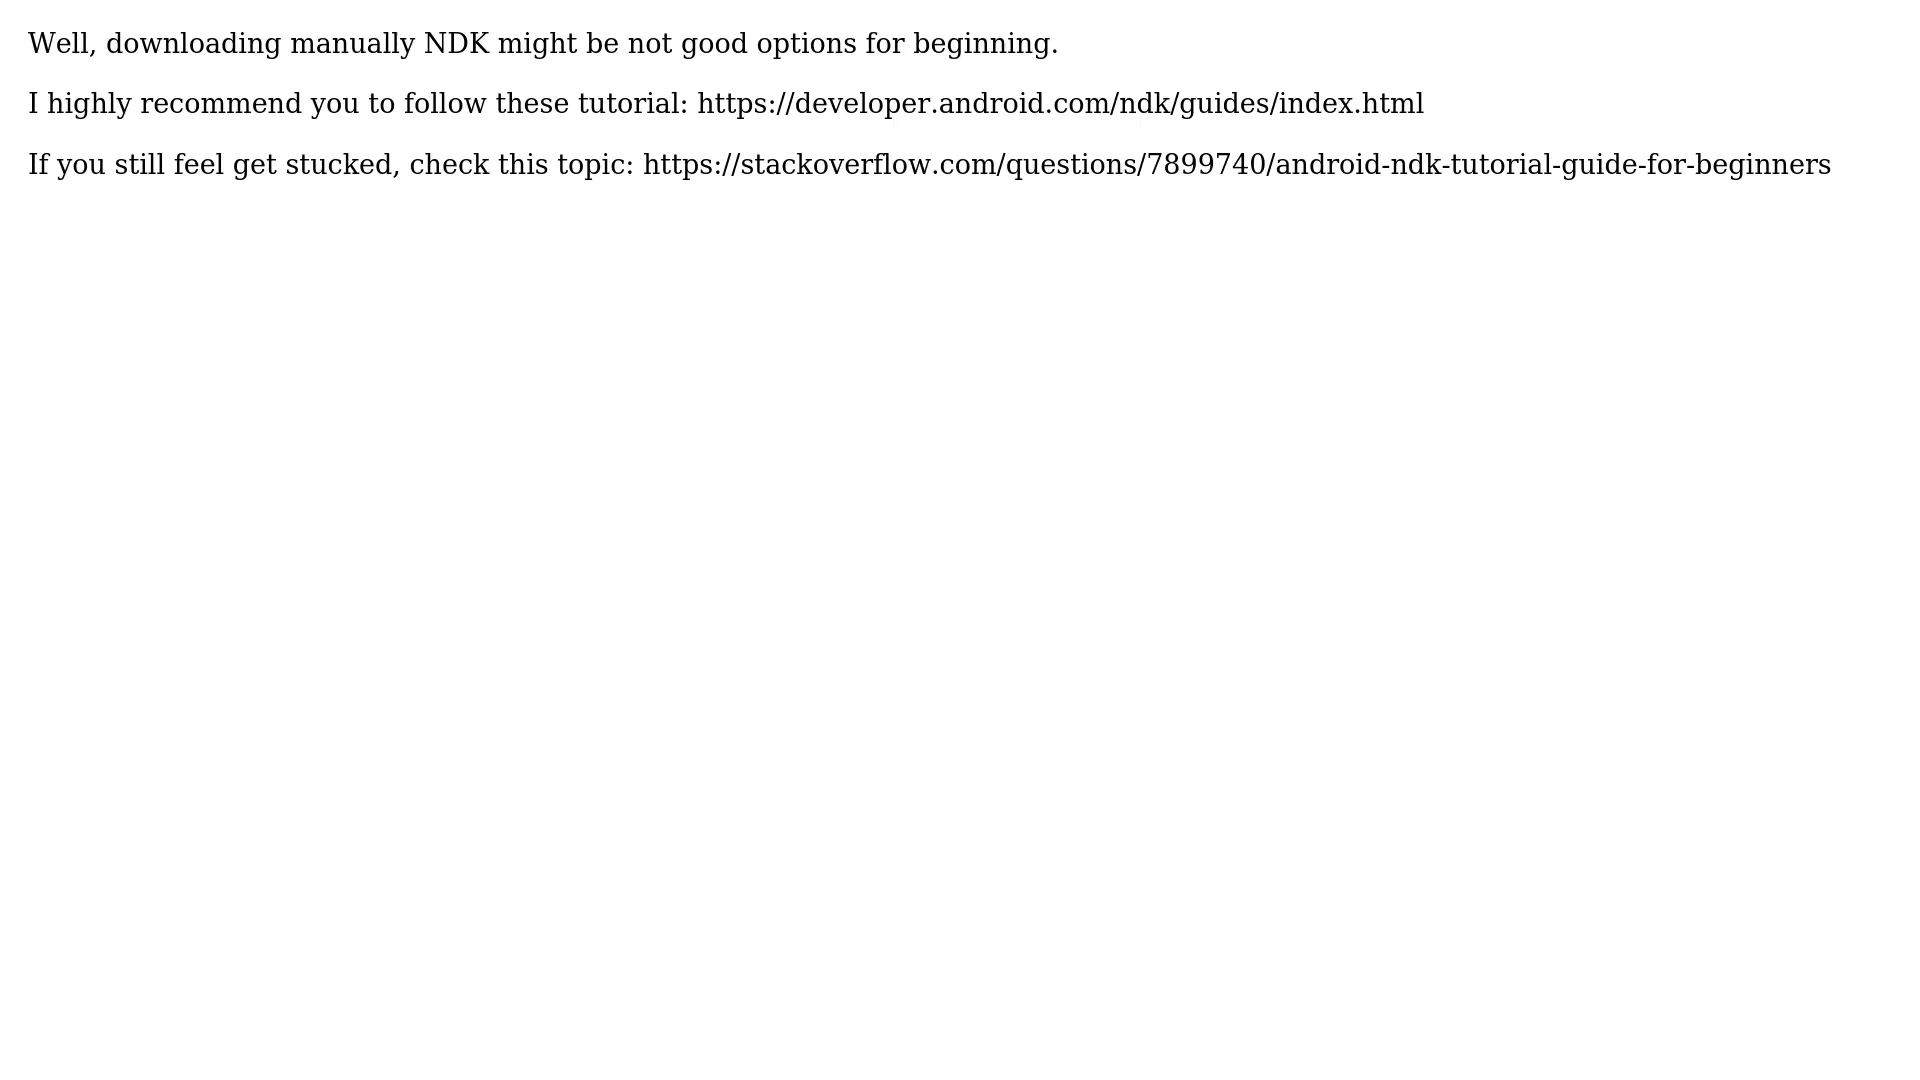 Well, downloading manually NDK might be not good options for beginning.
I highly recommend you to follow these tutorial: https://developer.android.com/ndk/guides/index.html
If you still feel get stucked, check this topic: https://stackoverflow.com/questions/7899740/android-ndk-tutorial-guide-for-beginners